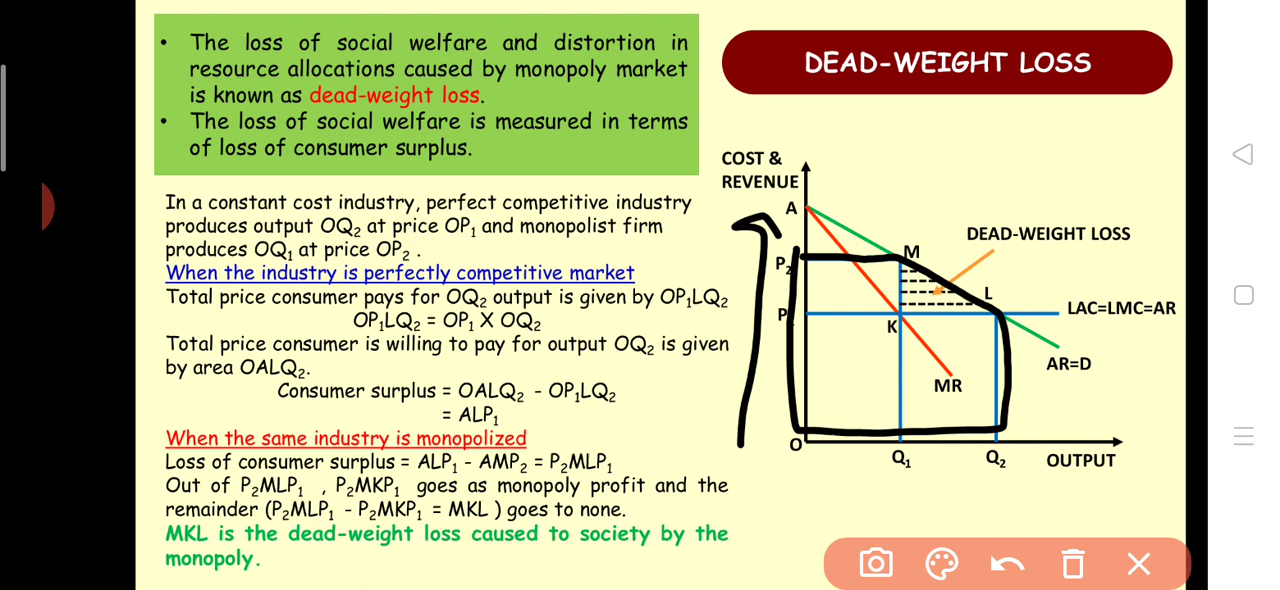 • The loss of social welfare and distortion in
resource allocations caused by monopoly market
is known as dead-weight loss.
• The loss of social welfare is measured in terms
of loss of consumer surplus.
DEAD-WEIGHT LOSS
In a constant cost industry, perfect competitive industry
produces output OQ₂ at price OP₁ and monopolist firm
produces OQ₁ at price OP₂ .
When the industry is perfectly competitive market
Total price consumer pays for OQ₂ output is given by OP₁LQ₂
OP₁LQ₂ = OP₁ X OQ₂
Total price consumer is willing to pay for output OQ₂ is given
by area OALQ₂.
Consumer surplus = OALQ₂ - OP₁LQ₂
= ALP₁
When the same industry is monopolized
Loss of consumer surplus = ALP₁ - AMP₂ = P₂MLP₁
Out of P₂MLP₁ , P₂MKP₁ goes as monopoly profit and the
remainder (P₂MLP₁ - P₂MKP₁ = MKL ) goes to none.
MKL is the dead-weight loss caused to society by the
monopoly.
COST &
REVENUE
A
M
DEAD-WEIGHT LOSS
P₂
L
P
K
LAC=LMC=AR
AR=D
MR
O
Q₁
Q₂
OUTPUT